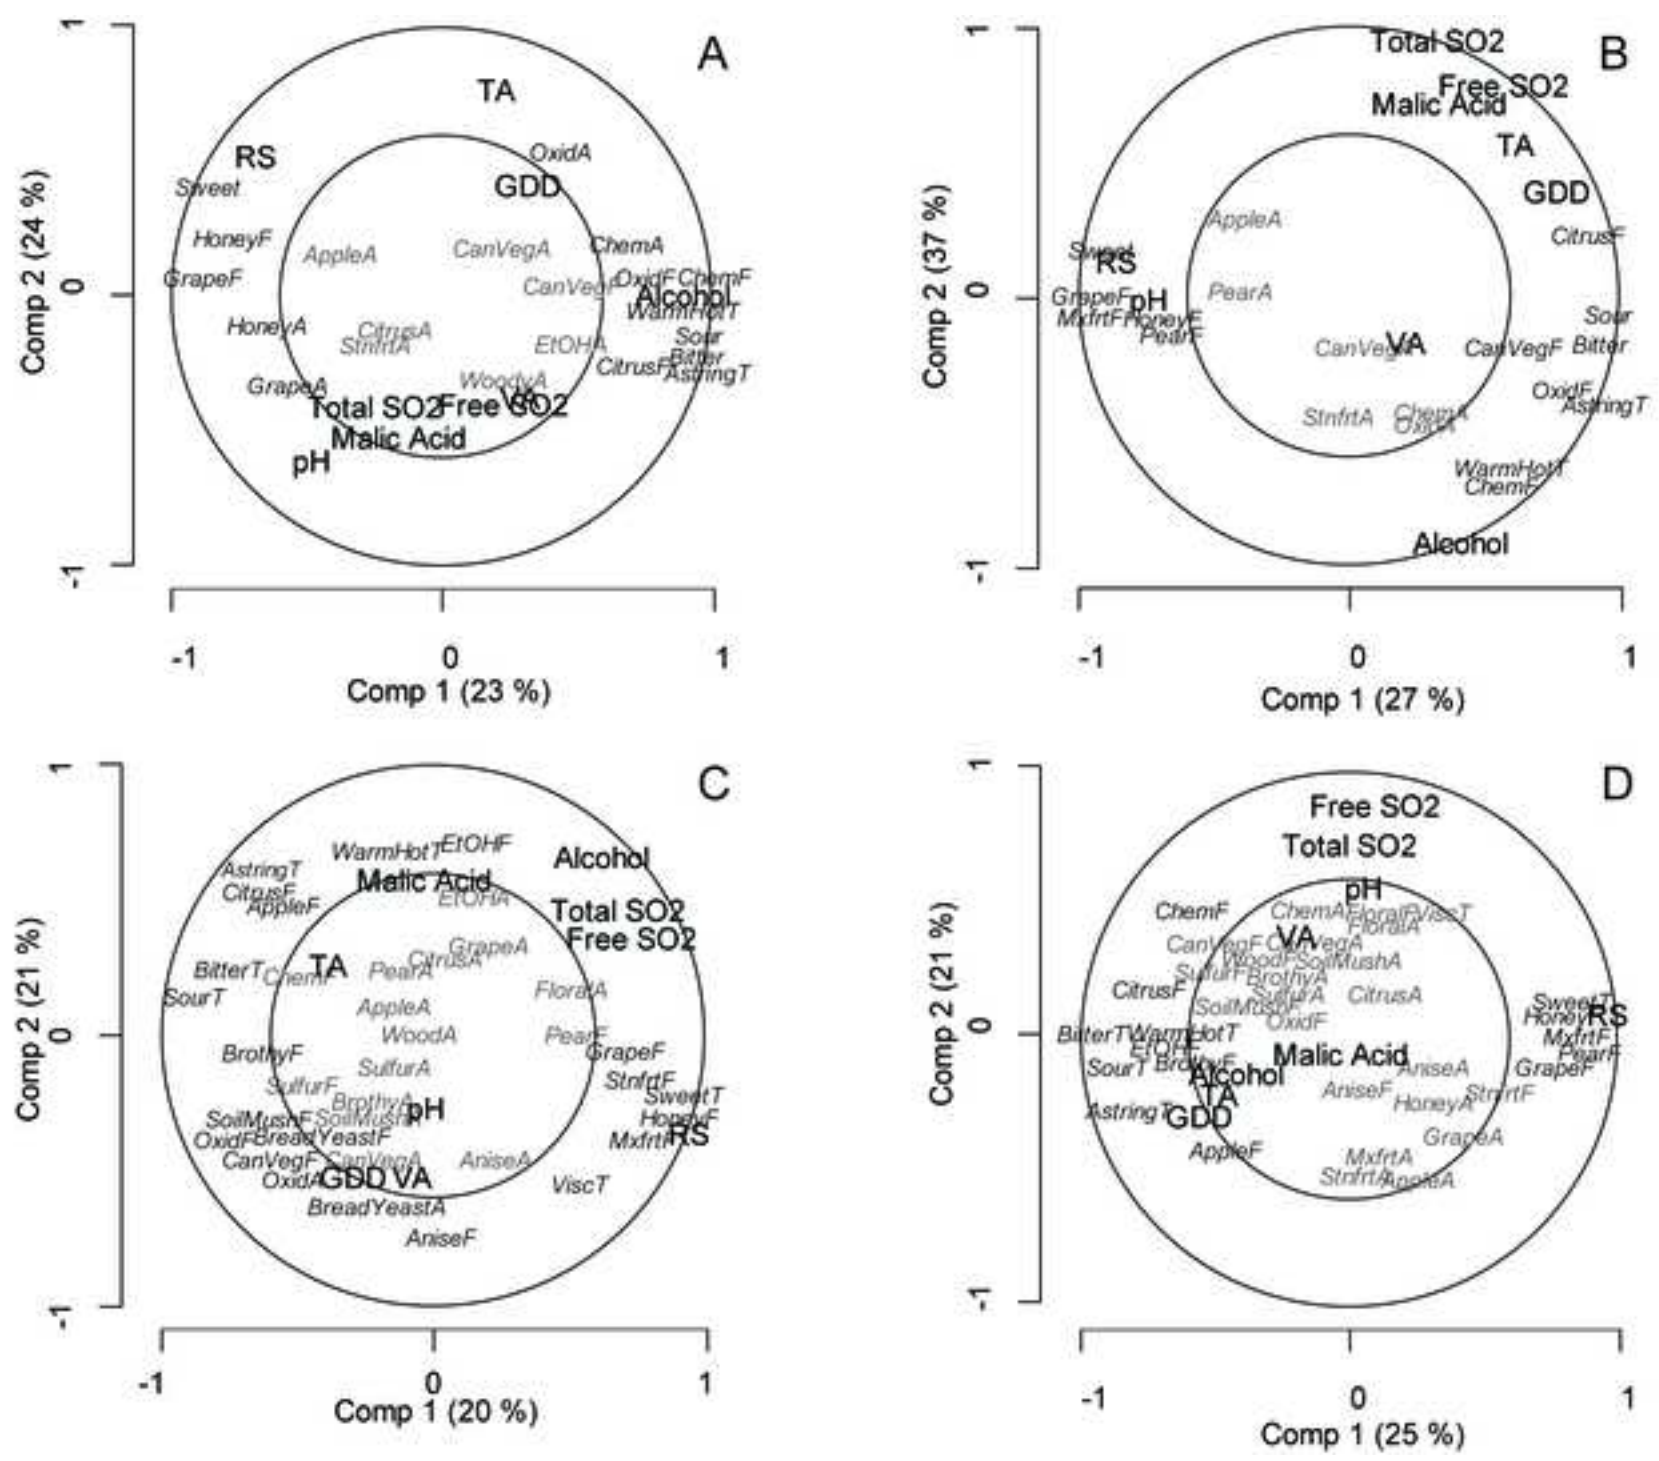 A
1
TA
OxidA
RS
Sweet
GDD
HoneyF
ChemA
CanVegA
AppleA
GrapeF
OxidF ChemF
CanVegF
0
Alcohol
WarmHotT
HoneyA
CitrusA
StnfrtA
EtOHA
Sour
Bitter
CitrusF
AstringT
GrapeA
WoodyA
VA
Total SO2
Free SO2
Malic Acid
pH
-1
Comp 2 (24 %)
-1 0 1
Comp 1 (23 %)
B
1
Total SO2
Free SO2
Malic Acid
TA
GDD
AppleA
CitrusF
Sweet
RS
PearA
GrapeF
pH
0
MxfrtF
HoneyF
PearF
Sour
VA
CanVegA
CanVegF
Bitter
OxidF
AstringT
StnfrtA
ChemA
OxidA
WarmHotT
ChemF
Alcohol
-1
Comp 2 (37 %)
-1 0 1
Comp 1 (27 %)
C
1
WarmHotT
EtOHF
Alcohol
AstringT
Malic Acid
CitrusF
EtOHA
AppleF
Total SO2
Free SO2
GrapeA
CitrusA
TA
PearA
BitterT
ChemF
FloralA
SourT
AppleA
WoodA
PearF
0
BrothyF
GrapeF
SulfurA
SulfurF
StnfrtF
SweetT
BrothyA
pH
SoilMushF
SoilMushA
HoneyF
RS
OxidF
BreadYeastF
MxfrtF
CanVegF
CanVegA
AniseA
OxidA
GDD
VA
ViscT
BreadYeastA
AniseF
-1
Comp 2 (21 %)
-1 0 1
Comp 1 (20 %)
D
1
Free SO2
Total SO2
pH
ChemF
ChemA
FloralF
ViscT
FloralA
VA
CanVegF
CanVegA
WoodF
SoilMushA
SulfurF
BrothyA
CitrusF
SulfurA
CitrusA
SoilMushF
SweetT
OxidF
HoneyF
RS
0
BitterT
WarmHotT
MxfrtF
EtOHF
Malic Acid
PearF
SourT
BrothyF
AniseA
GrapeF
Alcohol
TA
AniseF
StnfrtF
AstringT
GDD
HoneyA
AppleF
GrapeA
MxfrtA
StnfrtA
AppleA
-1
Comp 2 (21 %)
-1 0 1
Comp 1 (25 %)